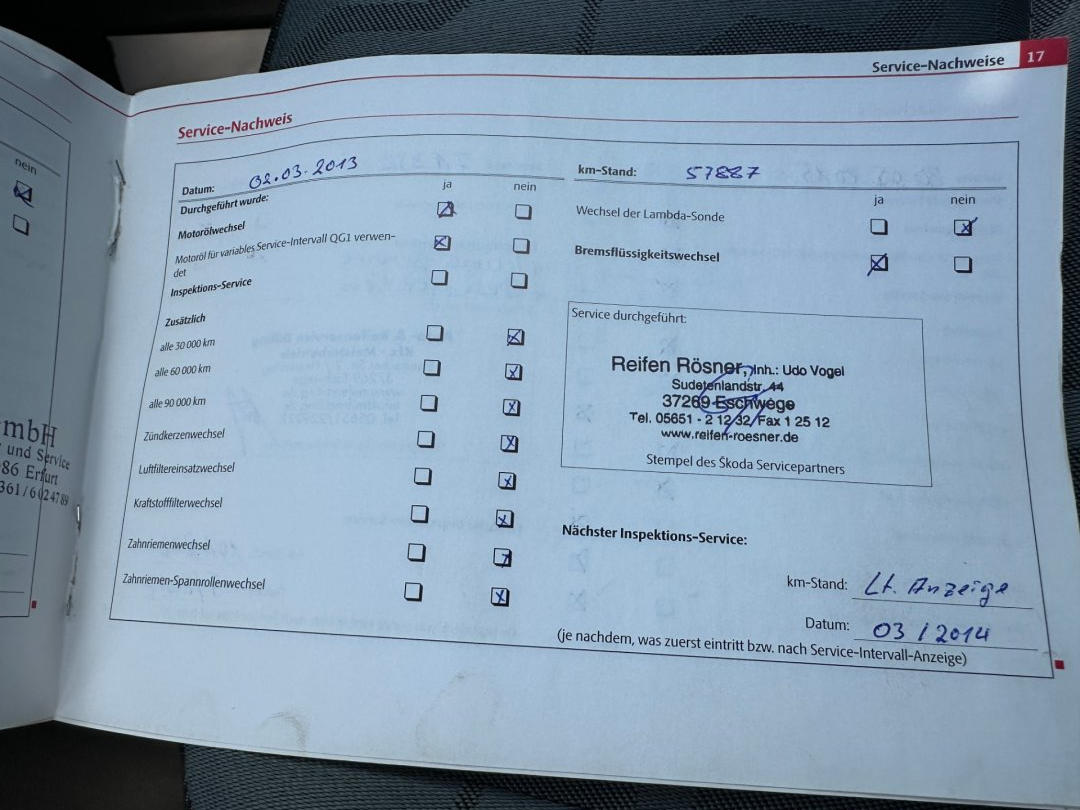 Service-Nachweise 17
nein
mbH
und Service
86 Erfurt
361/6024789
Service-Nachweis
Datum: 02.03.2013
ja nein
Durchgeführt wurde:
Motorölwechsel
Motoröl für variables Service-Intervall QG1 verwen-
det
Inspektions-Service
Zusätzlich
alle 30 000 km
alle 60 000 km
alle 90 000 km
Zündkerzenwechsel
Luftfiltereinsatzwechsel
Kraftstofffilterwechsel
Zahnriemenwechsel
Zahnriemen-Spannrollenwechsel
km-Stand: 57887
ja nein
Wechsel der Lambda-Sonde
Bremsflüssigkeitswechsel
Service durchgeführt:
Reifen Rösner, Inh.: Udo Vogel
Sudetenlandstr. 44
37269 Eschwege
Tel. 05651 - 2 12 32/Fax 1 25 12
www.reifen-roesner.de
Stempel des Škoda Servicepartners
Nächster Inspektions-Service:
km-Stand: Lt. Anzeige
Datum: 03/2014
(je nachdem, was zuerst eintritt bzw. nach Service-Intervall-Anzeige)